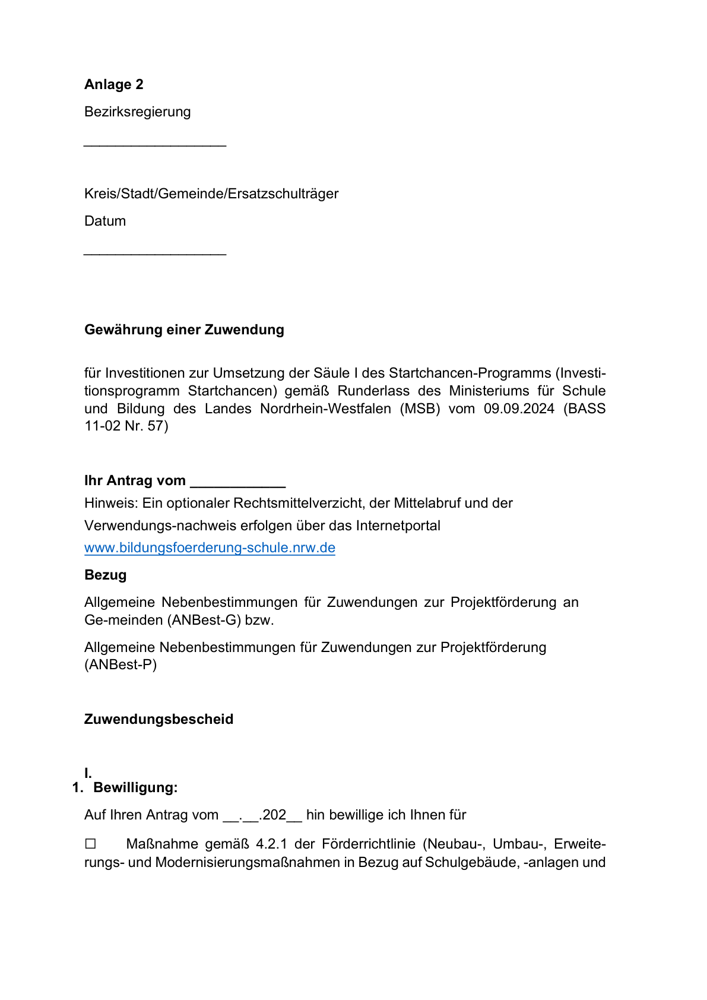 Anlage 2
Bezirksregierung
__________________
Kreis/Stadt/Gemeinde/Ersatzschulträger
Datum
__________________
Gewährung einer Zuwendung
für Investitionen zur Umsetzung der Säule I des Startchancen-Programms (Investi-
tionsprogramm Startchancen) gemäß Runderlass des Ministeriums für Schule
und Bildung des Landes Nordrhein-Westfalen (MSB) vom 09.09.2024 (BASS
11-02 Nr. 57)
Ihr Antrag vom ____________
Hinweis: Ein optionaler Rechtsmittelverzicht, der Mittelabruf und der
Verwendungs-nachweis erfolgen über das Internetportal
www.bildungsfoerderung-schule.nrw.de
Bezug
Allgemeine Nebenbestimmungen für Zuwendungen zur Projektförderung an
Ge-meinden (ANBest-G) bzw.
Allgemeine Nebenbestimmungen für Zuwendungen zur Projektförderung
(ANBest-P)
Zuwendungsbescheid
I.
1. Bewilligung:
Auf Ihren Antrag vom __.__.202__ hin bewillige ich Ihnen für
☐ Maßnahme gemäß 4.2.1 der Förderrichtlinie (Neubau-, Umbau-, Erweite-
rungs- und Modernisierungsmaßnahmen in Bezug auf Schulgebäude, -anlagen und